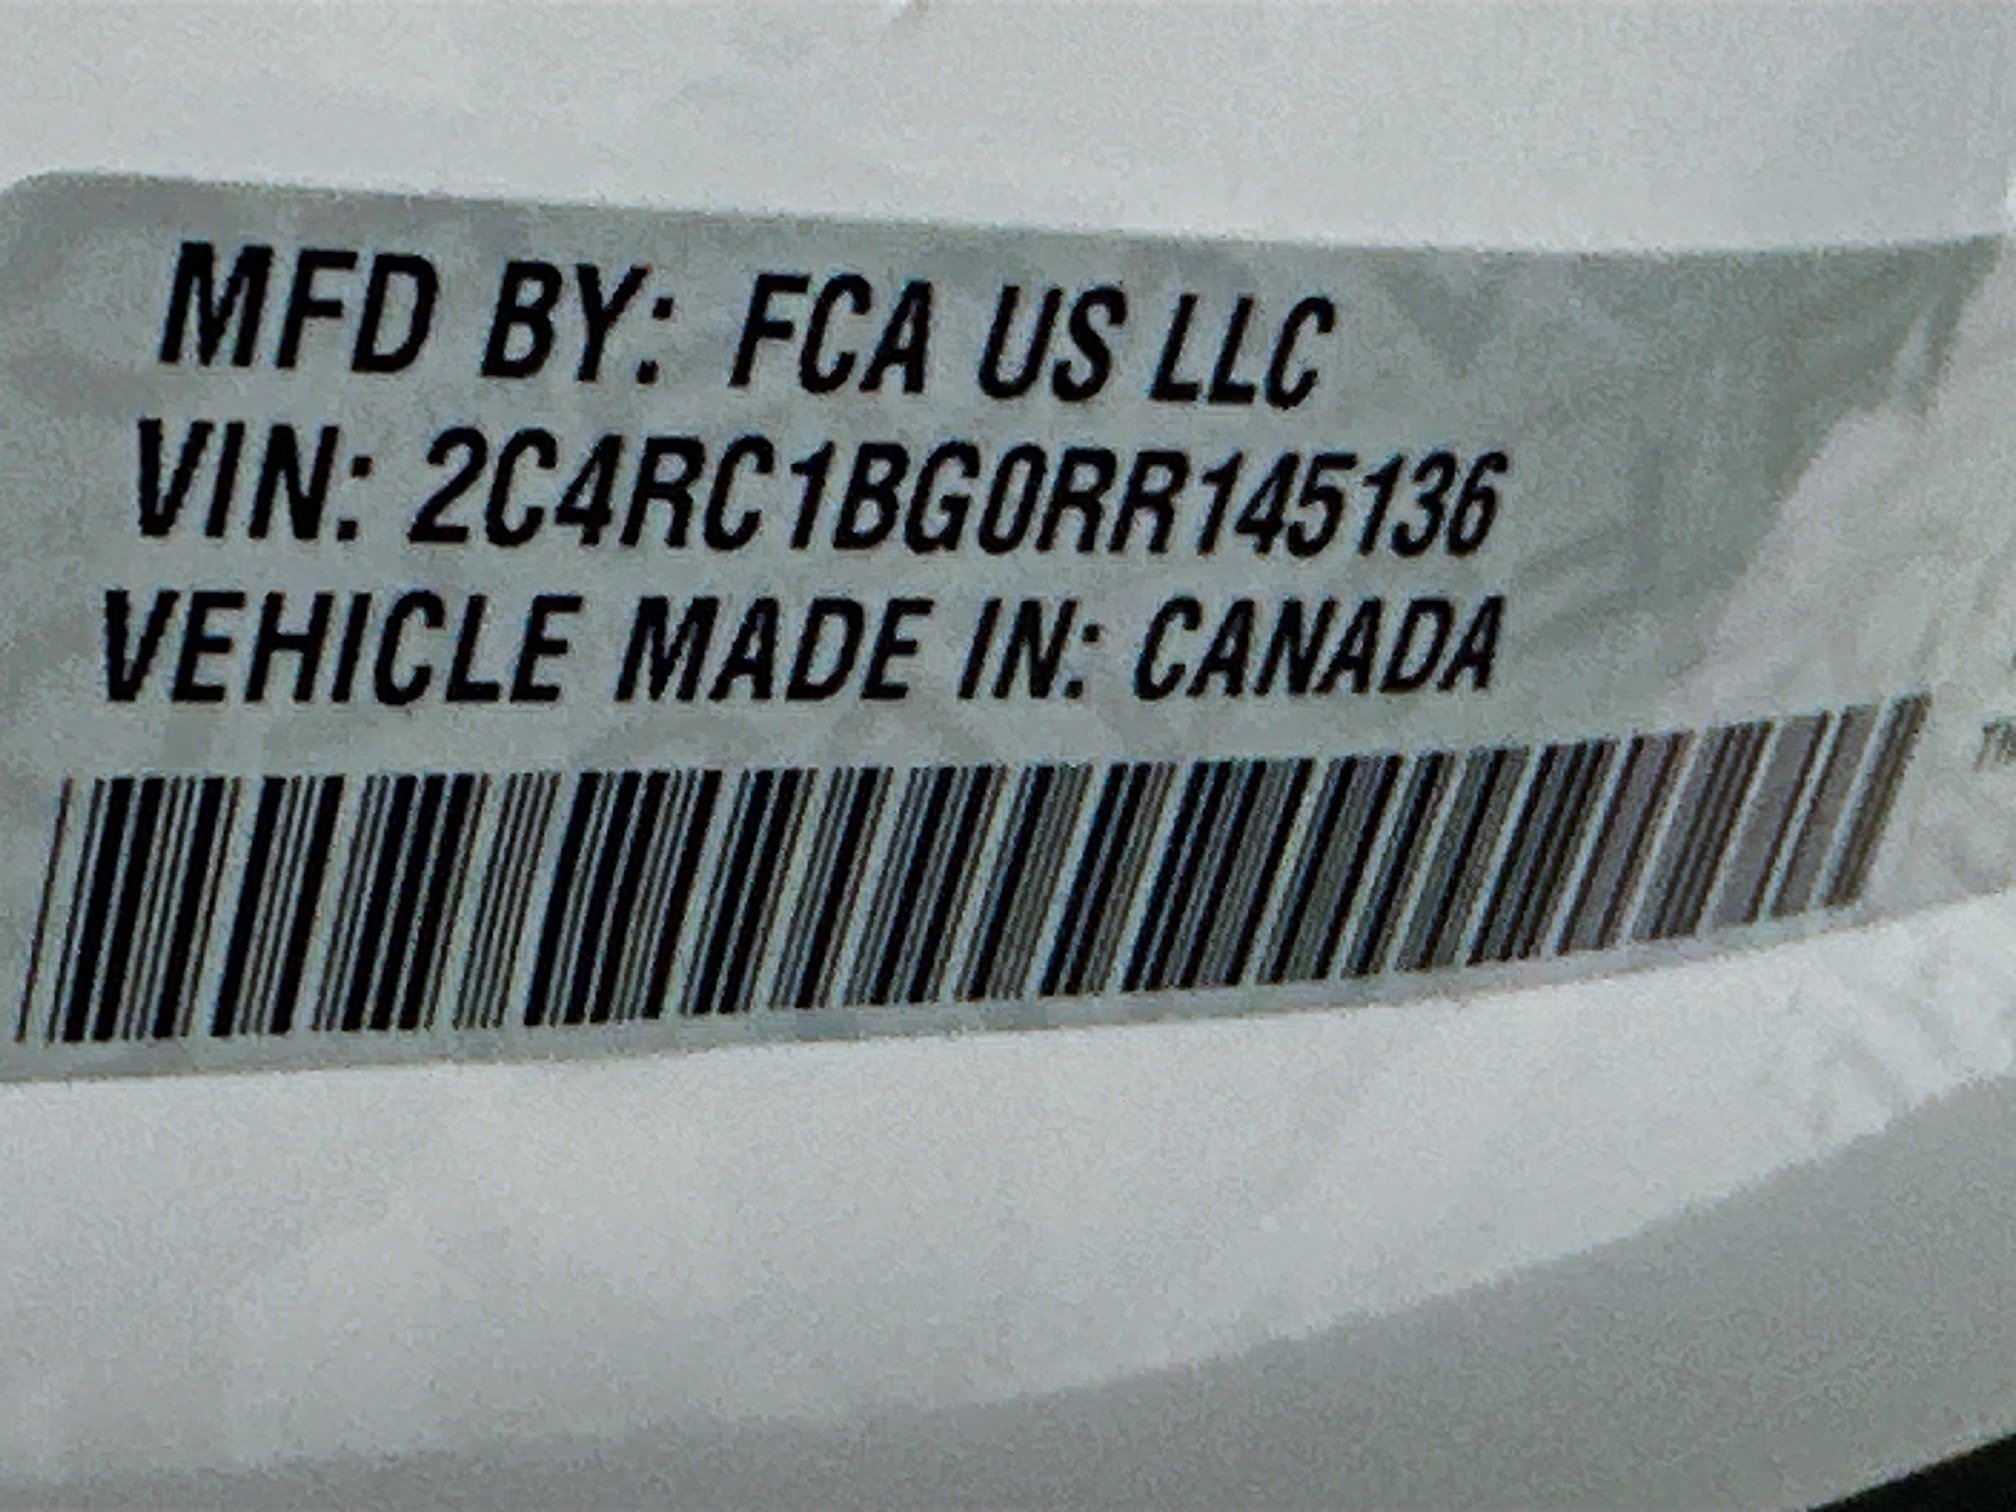 MFD BY: FCA US LLC
VIN: 2C4RC1BG0RR145136
VEHICLE MADE IN: CANADA